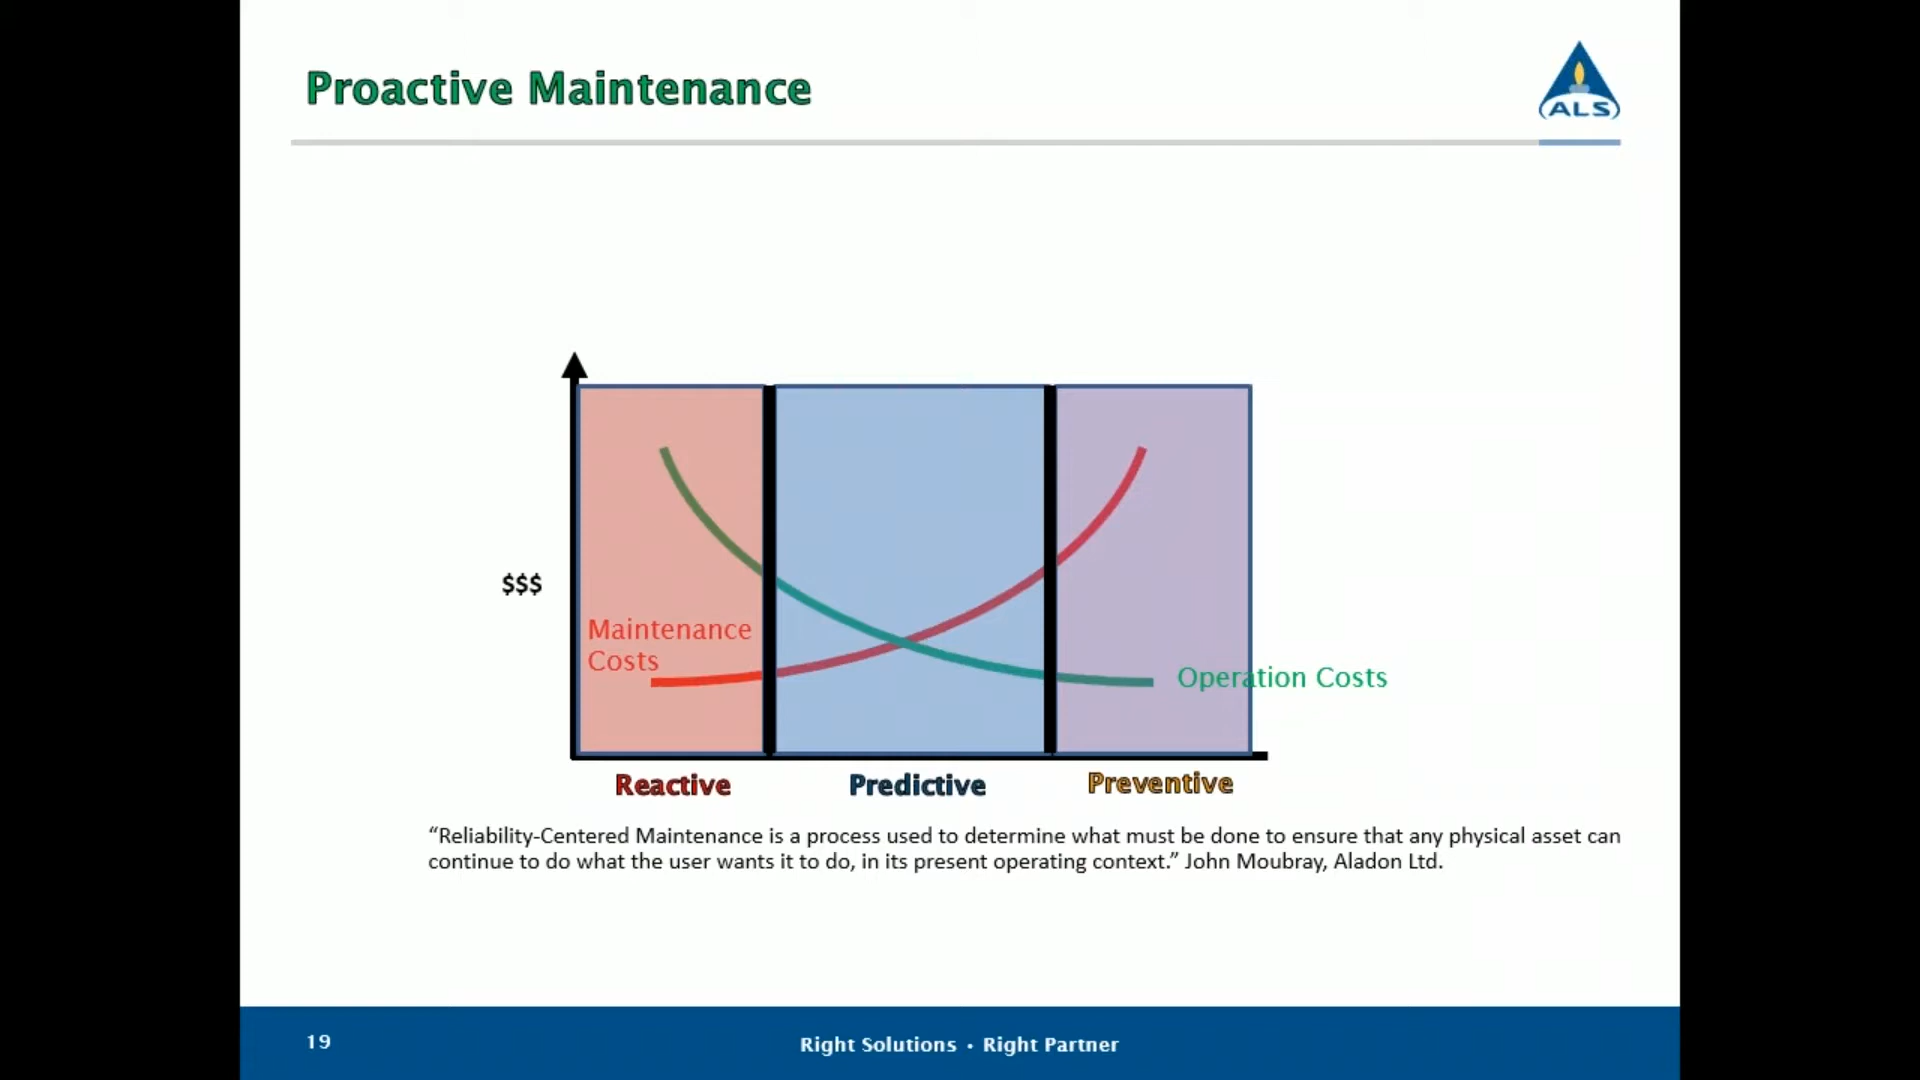 Proactive Maintenance
ALS
$$$
Maintenance
Costs
Operation Costs
Reactive
Predictive
Preventive
“Reliability-Centered Maintenance is a process used to determine what must be done to ensure that any physical asset can
continue to do what the user wants it to do, in its present operating context.” John Moubray, Aladon Ltd.
19
Right Solutions • Right Partner